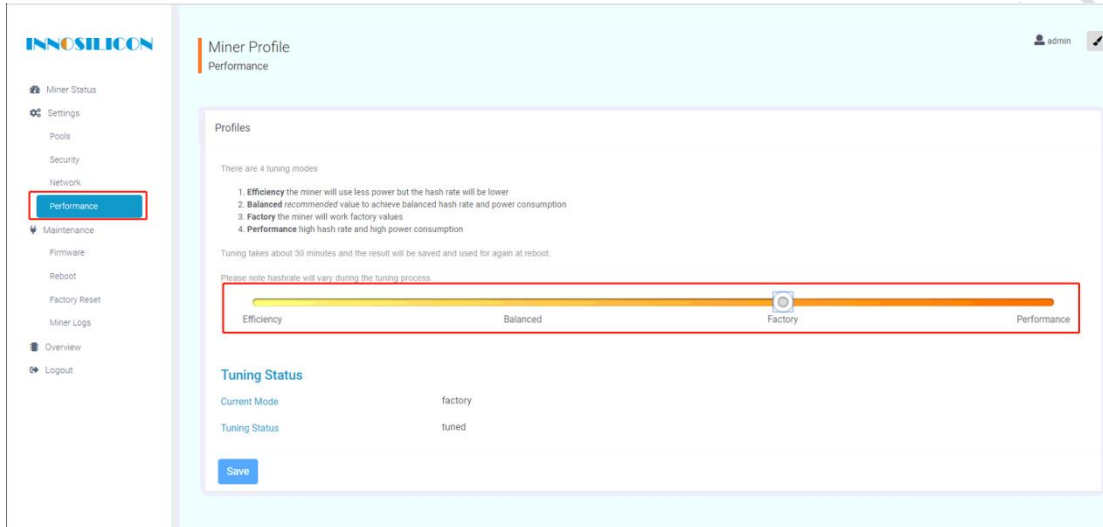 INNOSILICON
Miner Status
Settings
Pools
Security
Network
Performance
Maintenance
Firmware
Reboot
Factory Reset
Miner Logs
Overview
Logout
Miner Profile
Performance
admin
Profiles
There are 4 tuning modes
1. Efficiency the miner will use less power but the hash rate will be lower
2. Balanced recommended value to achieve balanced hash rate and power consumption
3. Factory the miner will work factory values
4. Performance high hash rate and high power consumption
Tuning takes about 30 minutes and the result will be saved and used for again at reboot.
Please note hashrate will vary during the tuning process.
Efficiency Balanced Factory Performance
Tuning Status
Current Mode factory
Tuning Status tuned
Save